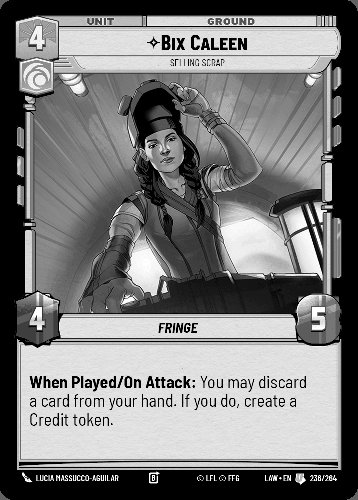 UNIT
GROUND
4
BIX CALEEN
SELLING SCRAP
4
FRINGE
5
When Played/On Attack: You may discard
a card from your hand. If you do, create a
Credit token.
LUCIA MASSUCCO-AGUILAR
© LFL © FFG
LAW • EN
236/264